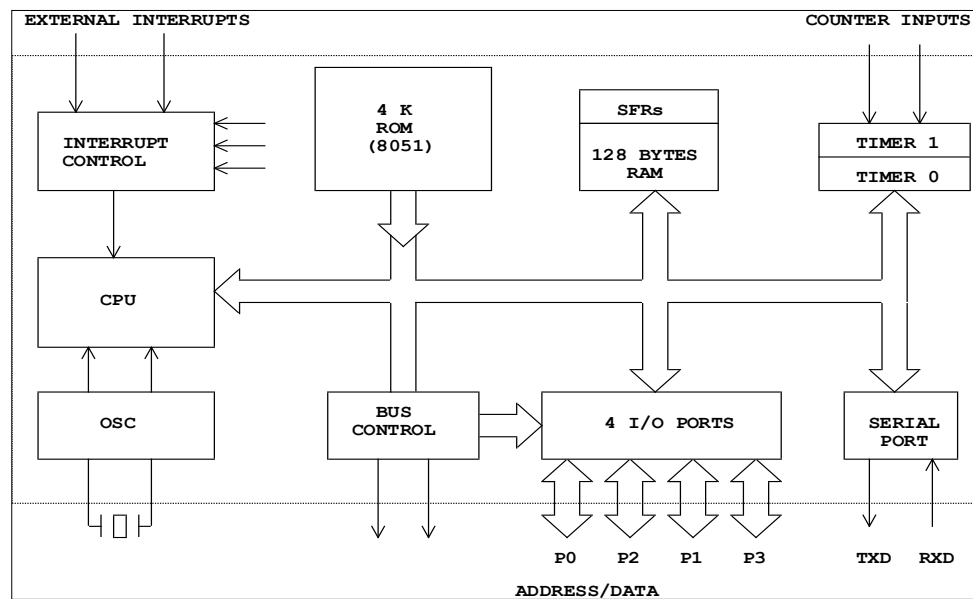 EXTERNAL INTERRUPTS
COUNTER INPUTS
INTERRUPT
CONTROL
4 K
ROM
(8051)
SFRs
128 BYTES
RAM
TIMER 1
TIMER 0
CPU
OSC
BUS
CONTROL
4 I/O PORTS
SERIAL
PORT
P0 P2 P1 P3
TXD RXD
ADDRESS/DATA